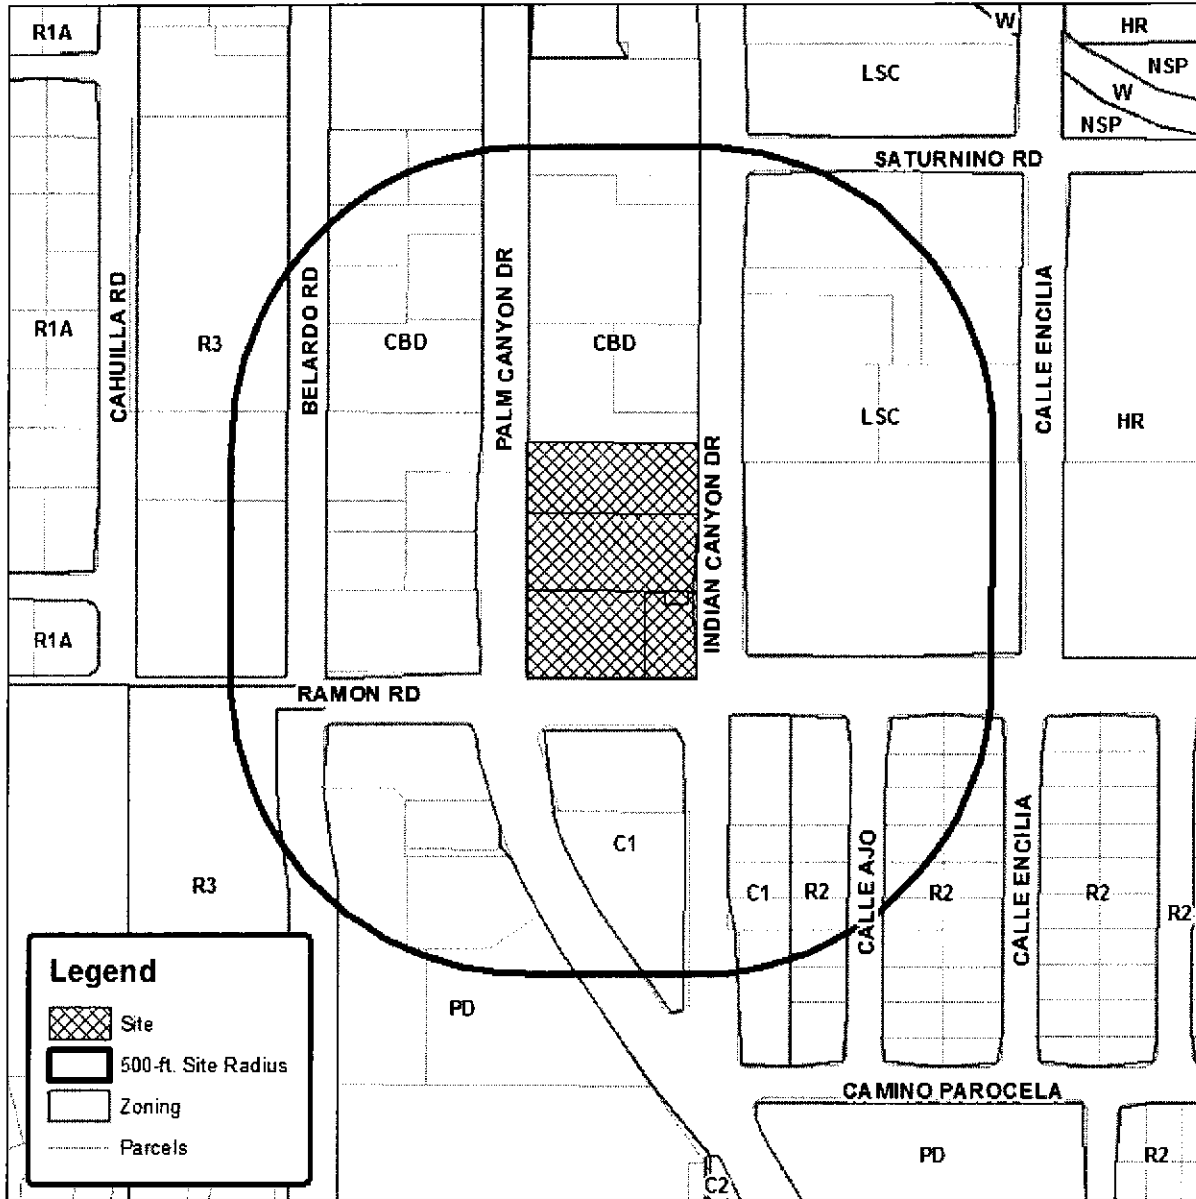 R1A
W
HR
NSP
LSC
W
NSP
SATURNINO RD
CAHUILLA RD
R1A
R3
BELARDO RD
CBD
PALM CANYON DR
CBD
INDIAN CANYON DR
LSC
CALLE ENCILIA
HR
R1A
RAMON RD
R3
C1
C1
R2
CALLE AJO
R2
CALLE ENCILIA
R2
R2
PD
CAMINO PAROCELA
PD
R2
C2
Legend
Site
500-ft. Site Radius
Zoning
Parcels